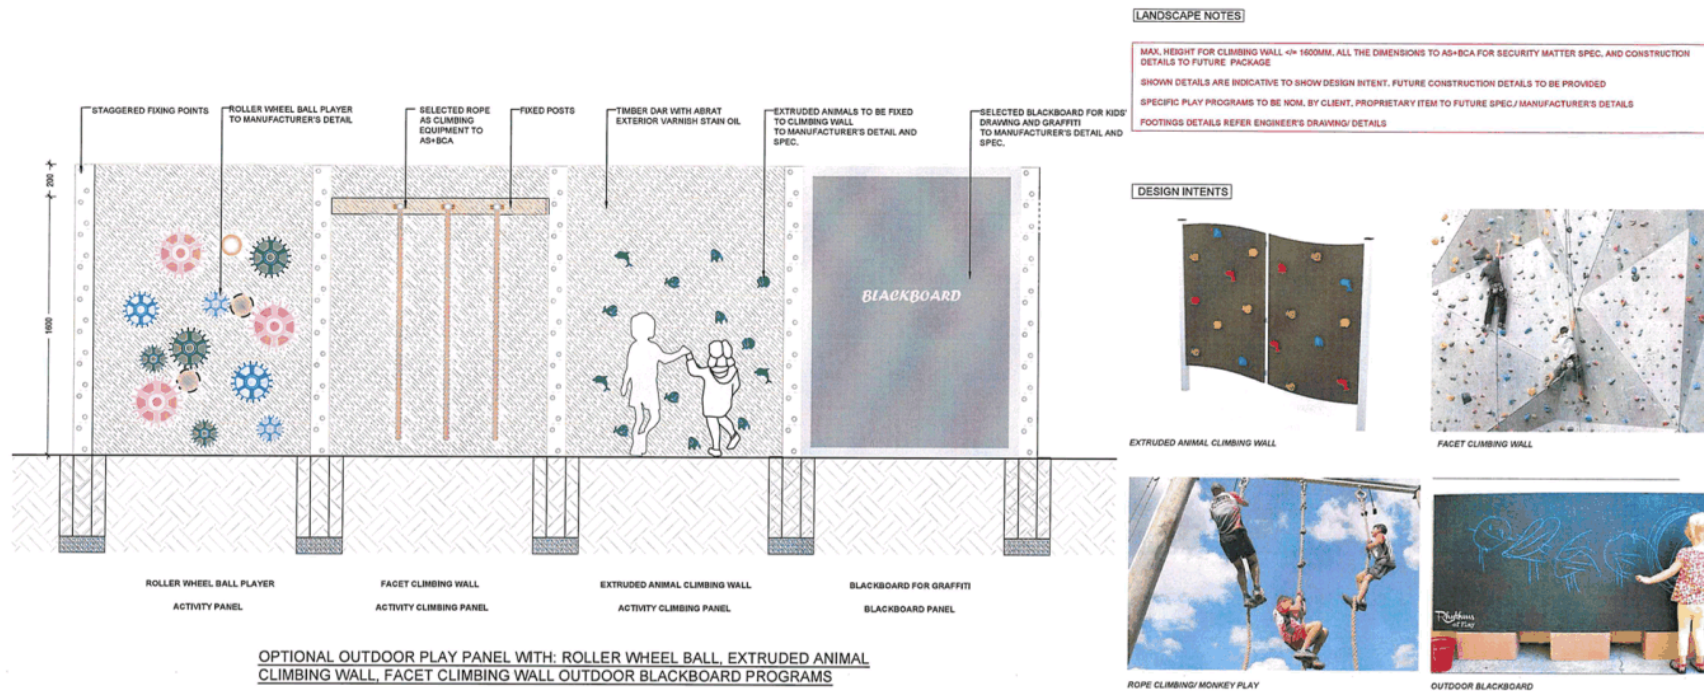 LANDSCAPE NOTES
MAX. HEIGHT FOR CLIMBING WALL </= 1600MM. ALL THE DIMENSIONS TO AS+BCA FOR SECURITY MATTER SPEC. AND CONSTRUCTION
DETAILS TO FUTURE PACKAGE
SHOWN DETAILS ARE INDICATIVE TO SHOW DESIGN INTENT. FUTURE CONSTRUCTION DETAILS TO BE PROVIDED
SPECIFIC PLAY PROGRAMS TO BE NOM. BY CLIENT. PROPRIETARY ITEM TO FUTURE SPEC./ MANUFACTURER'S DETAILS
FOOTINGS DETAILS REFER ENGINEER'S DRAWING/ DETAILS
STAGGERED FIXING POINTS
ROLLER WHEEL BALL PLAYER
TO MANUFACTURER'S DETAIL
SELECTED ROPE
AS CLIMBING
EQUIPMENT TO
AS+BCA
FIXED POSTS
TIMBER DAR WITH ABRAT
EXTERIOR VARNISH STAIN OIL
EXTRUDED ANIMALS TO BE FIXED
TO CLIMBING WALL
TO MANUFACTURER'S DETAIL AND
SPEC.
SELECTED BLACKBOARD FOR KIDS'
DRAWING AND GRAFFITI
TO MANUFACTURER'S DETAIL AND
SPEC.
200
1600
BLACKBOARD
DESIGN INTENTS
EXTRUDED ANIMAL CLIMBING WALL
FACET CLIMBING WALL
Rhythms
of Play
ROPE CLIMBING/ MONKEY PLAY
OUTDOOR BLACKBOARD
ROLLER WHEEL BALL PLAYER
ACTIVITY PANEL
FACET CLIMBING WALL
ACTIVITY CLIMBING PANEL
EXTRUDED ANIMAL CLIMBING WALL
ACTIVITY CLIMBING PANEL
BLACKBOARD FOR GRAFFITI
BLACKBOARD PANEL
OPTIONAL OUTDOOR PLAY PANEL WITH: ROLLER WHEEL BALL, EXTRUDED ANIMAL
CLIMBING WALL, FACET CLIMBING WALL OUTDOOR BLACKBOARD PROGRAMS